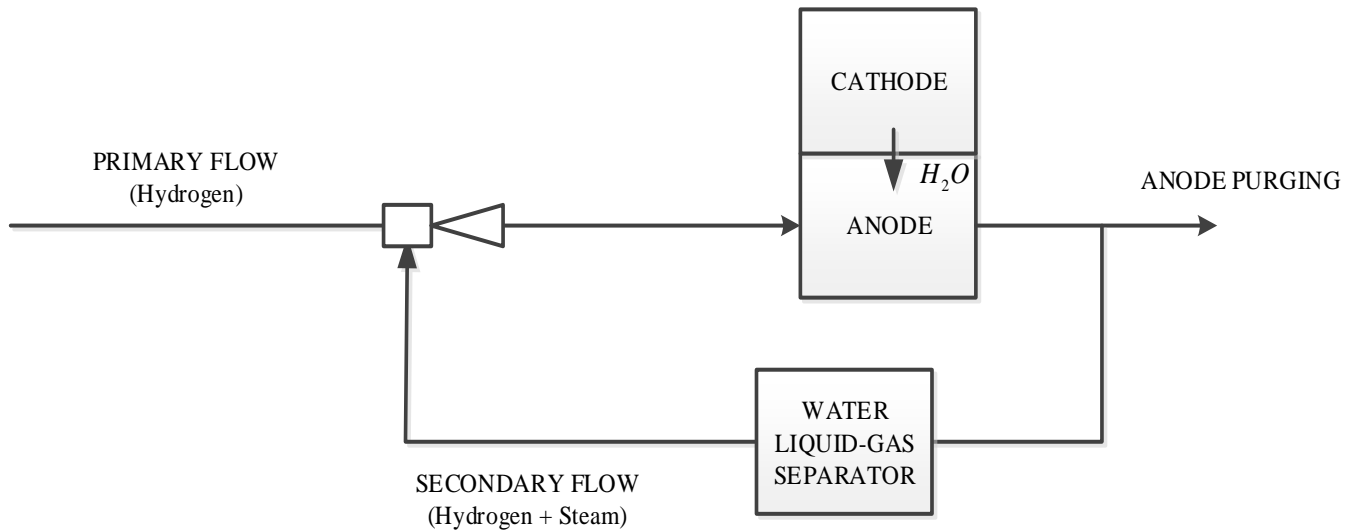 CATHODE
PRIMARY FLOW
(Hydrogen)
H₂O
ANODE PURGING
ANODE
WATER
LIQUID-GAS
SEPARATOR
SECONDARY FLOW
(Hydrogen + Steam)